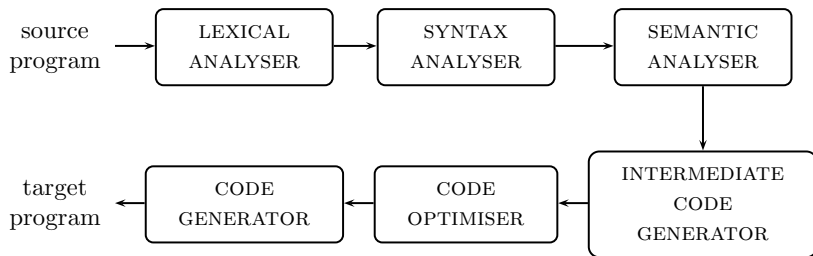 source
program
LEXICAL
ANALYSER
SYNTAX
ANALYSER
SEMANTIC
ANALYSER
target
program
CODE
GENERATOR
CODE
OPTIMISER
INTERMEDIATE
CODE
GENERATOR